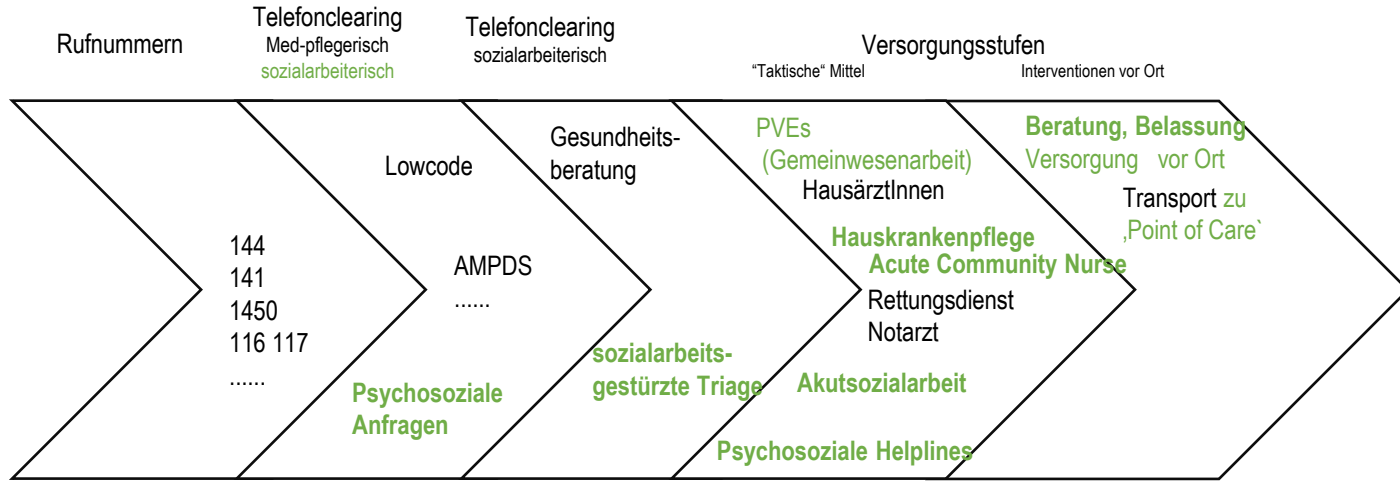 Rufnummern
Telefonclearing
Med-pflegerisch
sozialarbeiterisch
Telefonclearing
sozialarbeiterisch
Versorgungsstufen
“Taktische“ Mittel
Interventionen vor Ort
144
141
1450
116 117
......
Lowcode
AMPDS
......
Psychosoziale
Anfragen
Gesundheits-
beratung
sozialarbeits-
gestürzte Triage
PVEs
(Gemeinwesenarbeit)
HausärztInnen
Hauskrankenpflege
Acute Community Nurse
Rettungsdienst
Notarzt
Akutsozialarbeit
Psychosoziale Helplines
Beratung, Belassung
Versorgung vor Ort
Transport zu
‚Point of Care`